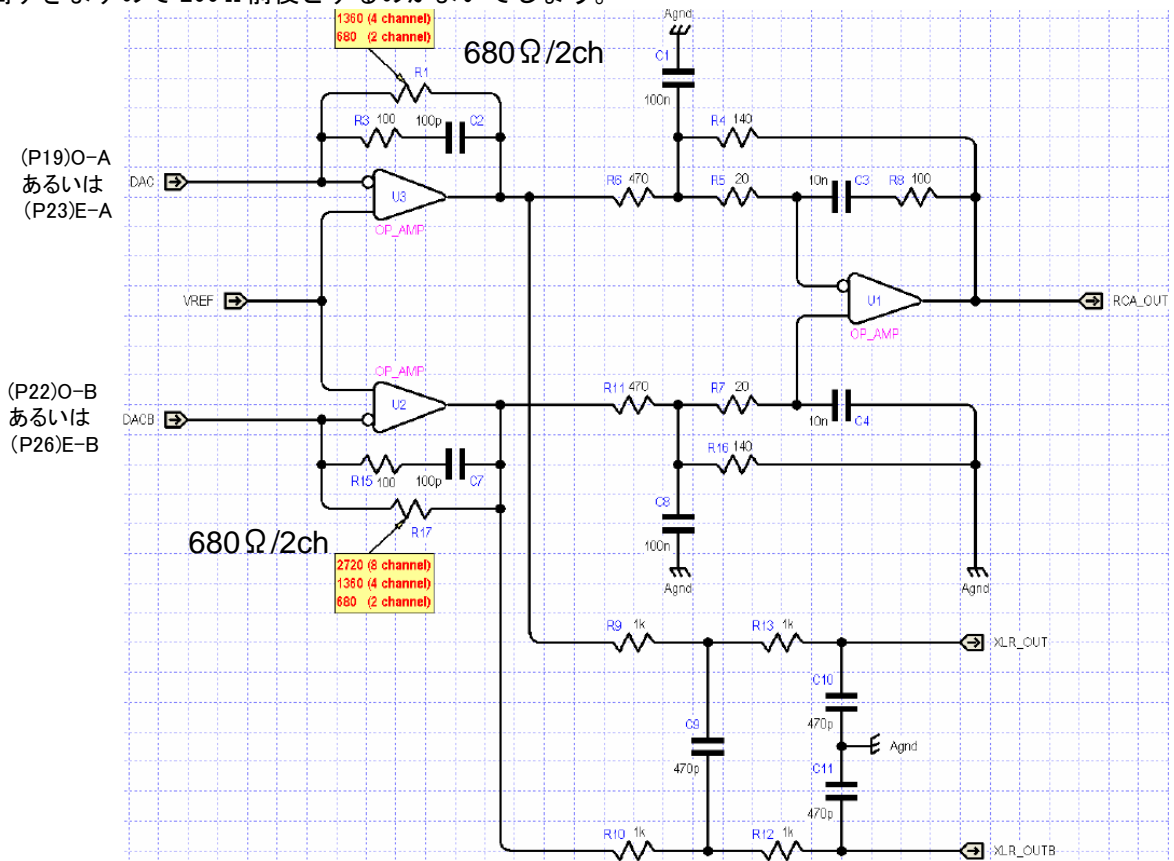 1360 (4 channel)
680 (2 channel)
680Ω/2ch
Agnd
C1
100n
R1
R3 100
100p C2
R4 140
(P19)O-A
あるいは
(P23)E-A
DAC
U3
OP_AMP
R6 470
R5 20
10n C3
R8 100
VREF
U1
OP_AMP
RCA_OUT
(P22)O-B
あるいは
(P26)E-B
DACB
OP_AMP
U2
R11 470
R7 20
10n C4
R15 100
100p C7
R16 140
R17
C8
100n
Agnd
Agnd
680Ω/2ch
2720 (8 channel)
1360 (4 channel)
680 (2 channel)
R9 1k
R13 1k
XLR_OUT
C10
470p
C9
470p
Agnd
C11
470p
R10 1k
R12 1k
XLR_OUTB